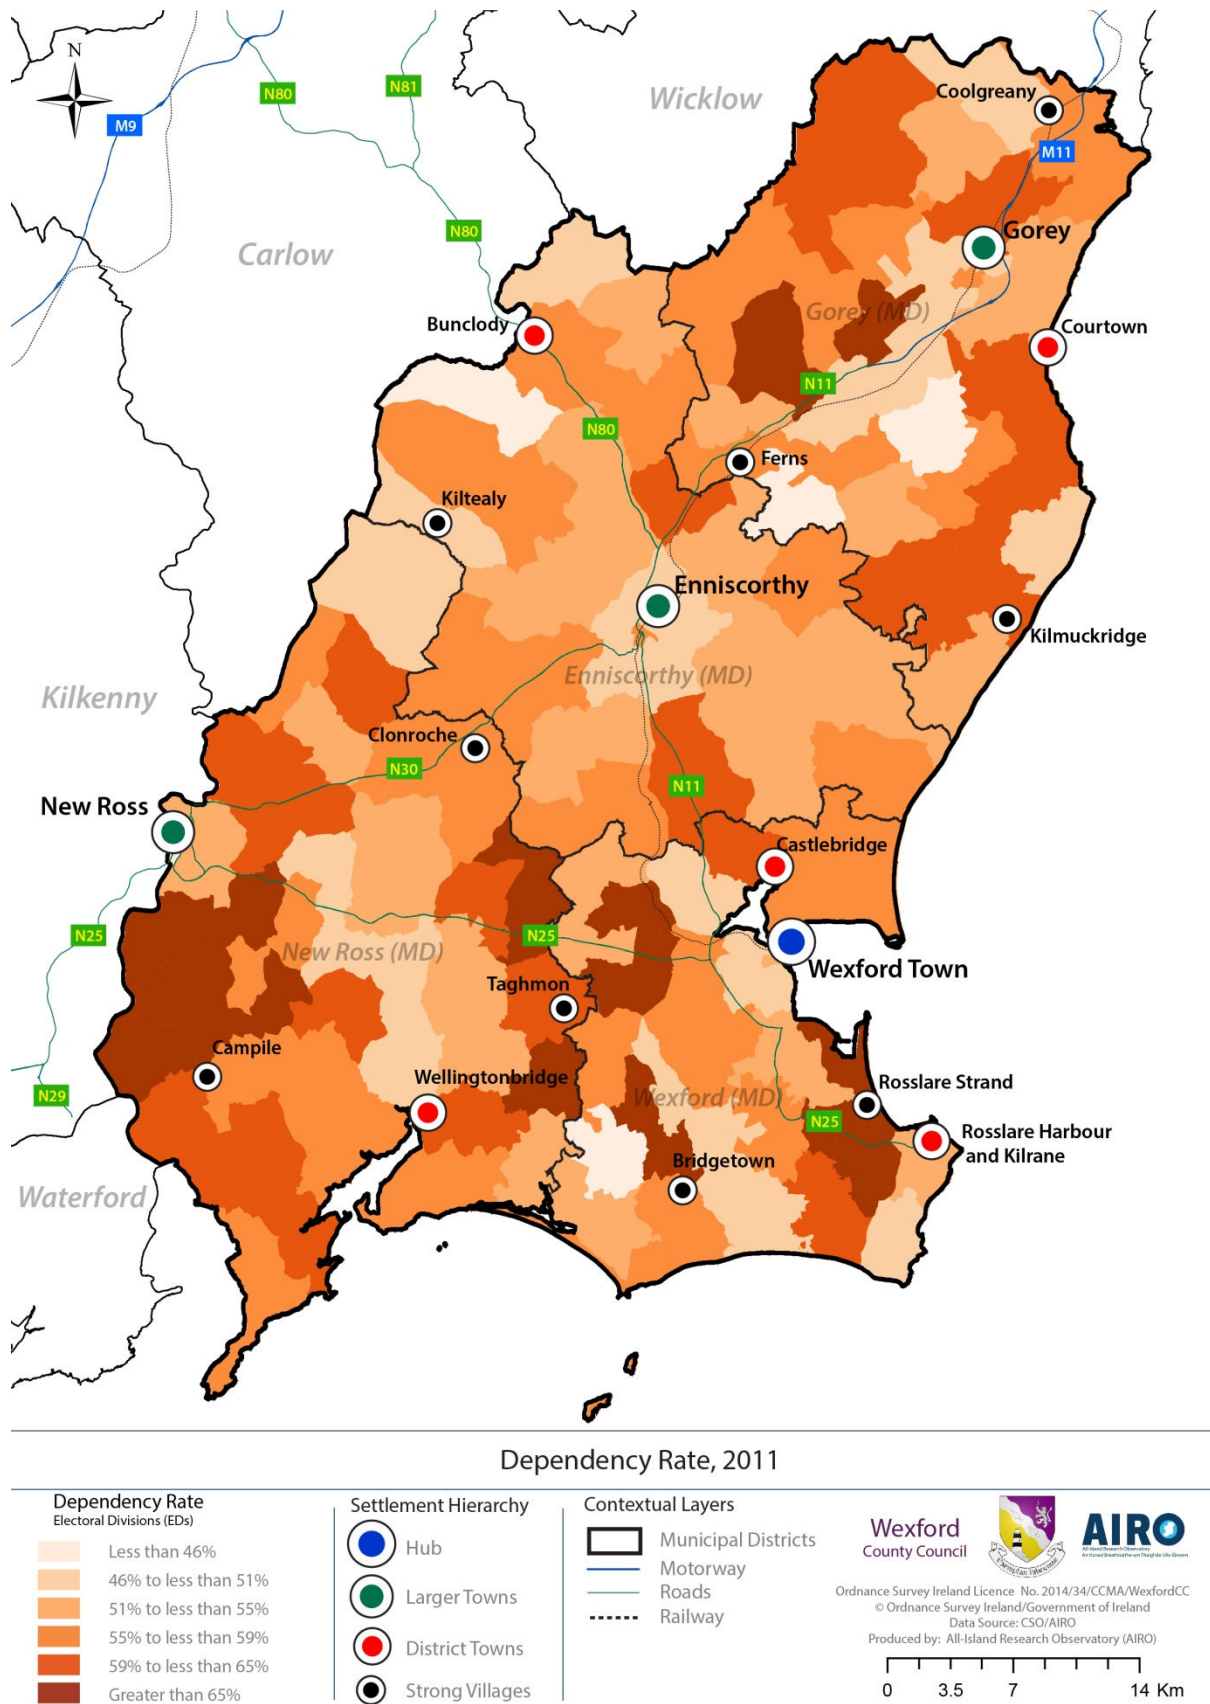 N
N80
N81
M9
Wicklow
Coolgreany
M11
N80
Gorey
Carlow
Gorey (MD)
Bunclody
Courtown
N11
N80
Ferns
Kiltealy
Enniscorthy
Kilmuckridge
Enniscorthy (MD)
Kilkenny
Clonroche
N30
N11
New Ross
Castlebridge
N25
N25
New Ross (MD)
Wexford Town
Taghmon
Campile
Wellingtonbridge
Rosslare Strand
N29
Wexford (MD)
N25
Rosslare Harbour
and Kilrane
Bridgetown
Waterford
Dependency Rate, 2011
Dependency Rate
Electoral Divisions (EDs)
Less than 46%
46% to less than 51%
51% to less than 55%
55% to less than 59%
59% to less than 65%
Greater than 65%
Settlement Hierarchy
Hub
Larger Towns
District Towns
Strong Villages
Contextual Layers
Municipal Districts
Motorway
Roads
Railway
Wexford
County Council
AIRO
All-Island Research Observatory
Ordnance Survey Ireland Licence No. 2014/34/CCMA/WexfordCC
© Ordnance Survey Ireland/Government of Ireland
Data Source: CSO/AIRO
Produced by: All-Island Research Observatory (AIRO)
0 3.5 7 14 Km